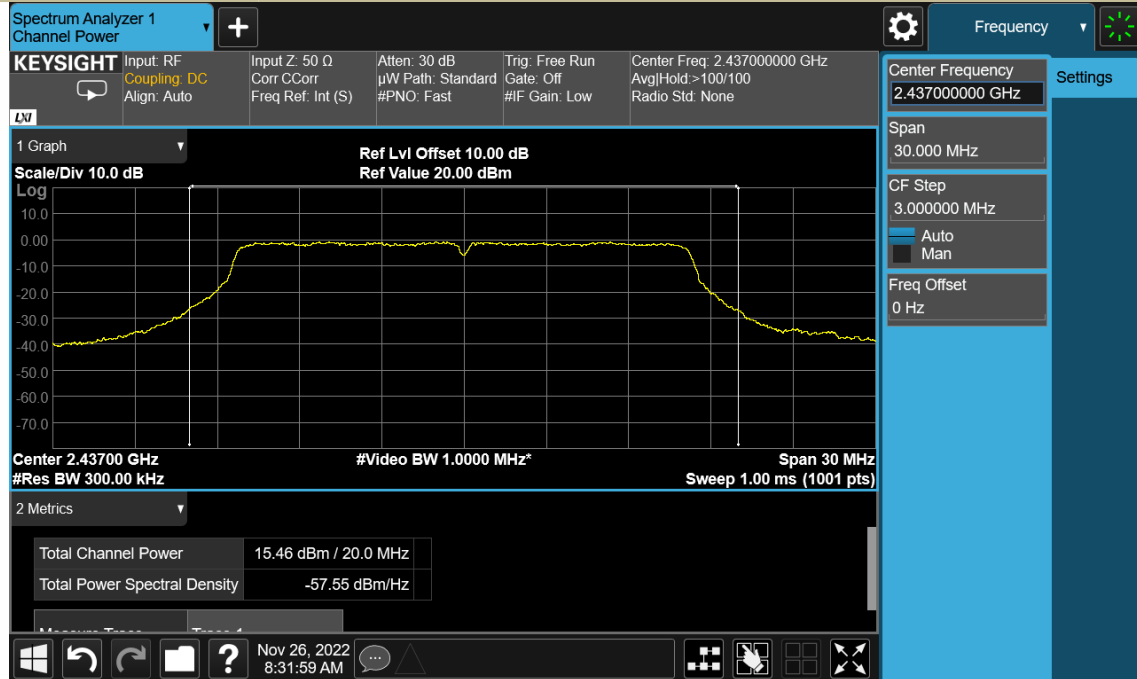 Spectrum Analyzer 1
Channel Power
+
Frequency
KEYSIGHT
LXI
Input: RF
Coupling: DC
Align: Auto
Input Z: 50 Ω
Corr CCorr
Freq Ref: Int (S)
Atten: 30 dB
µW Path: Standard
#PNO: Fast
Trig: Free Run
Gate: Off
#IF Gain: Low
Center Freq: 2.437000000 GHz
Avg|Hold:>100/100
Radio Std: None
Center Frequency
2.437000000 GHz
Settings
Span
30.000 MHz
CF Step
3.000000 MHz
Auto
Man
Freq Offset
0 Hz
1 Graph
Scale/Div 10.0 dB
Ref Lvl Offset 10.00 dB
Ref Value 20.00 dBm
Log
10.0
0.00
-10.0
-20.0
-30.0
-40.0
-50.0
-60.0
-70.0
Center 2.43700 GHz
#Video BW 1.0000 MHz*
Span 30 MHz
#Res BW 300.00 kHz
Sweep 1.00 ms (1001 pts)
2 Metrics
Total Channel Power 15.46 dBm / 20.0 MHz
Total Power Spectral Density -57.55 dBm/Hz
Measure Trace Trace 1
?
Nov 26, 2022
8:31:59 AM